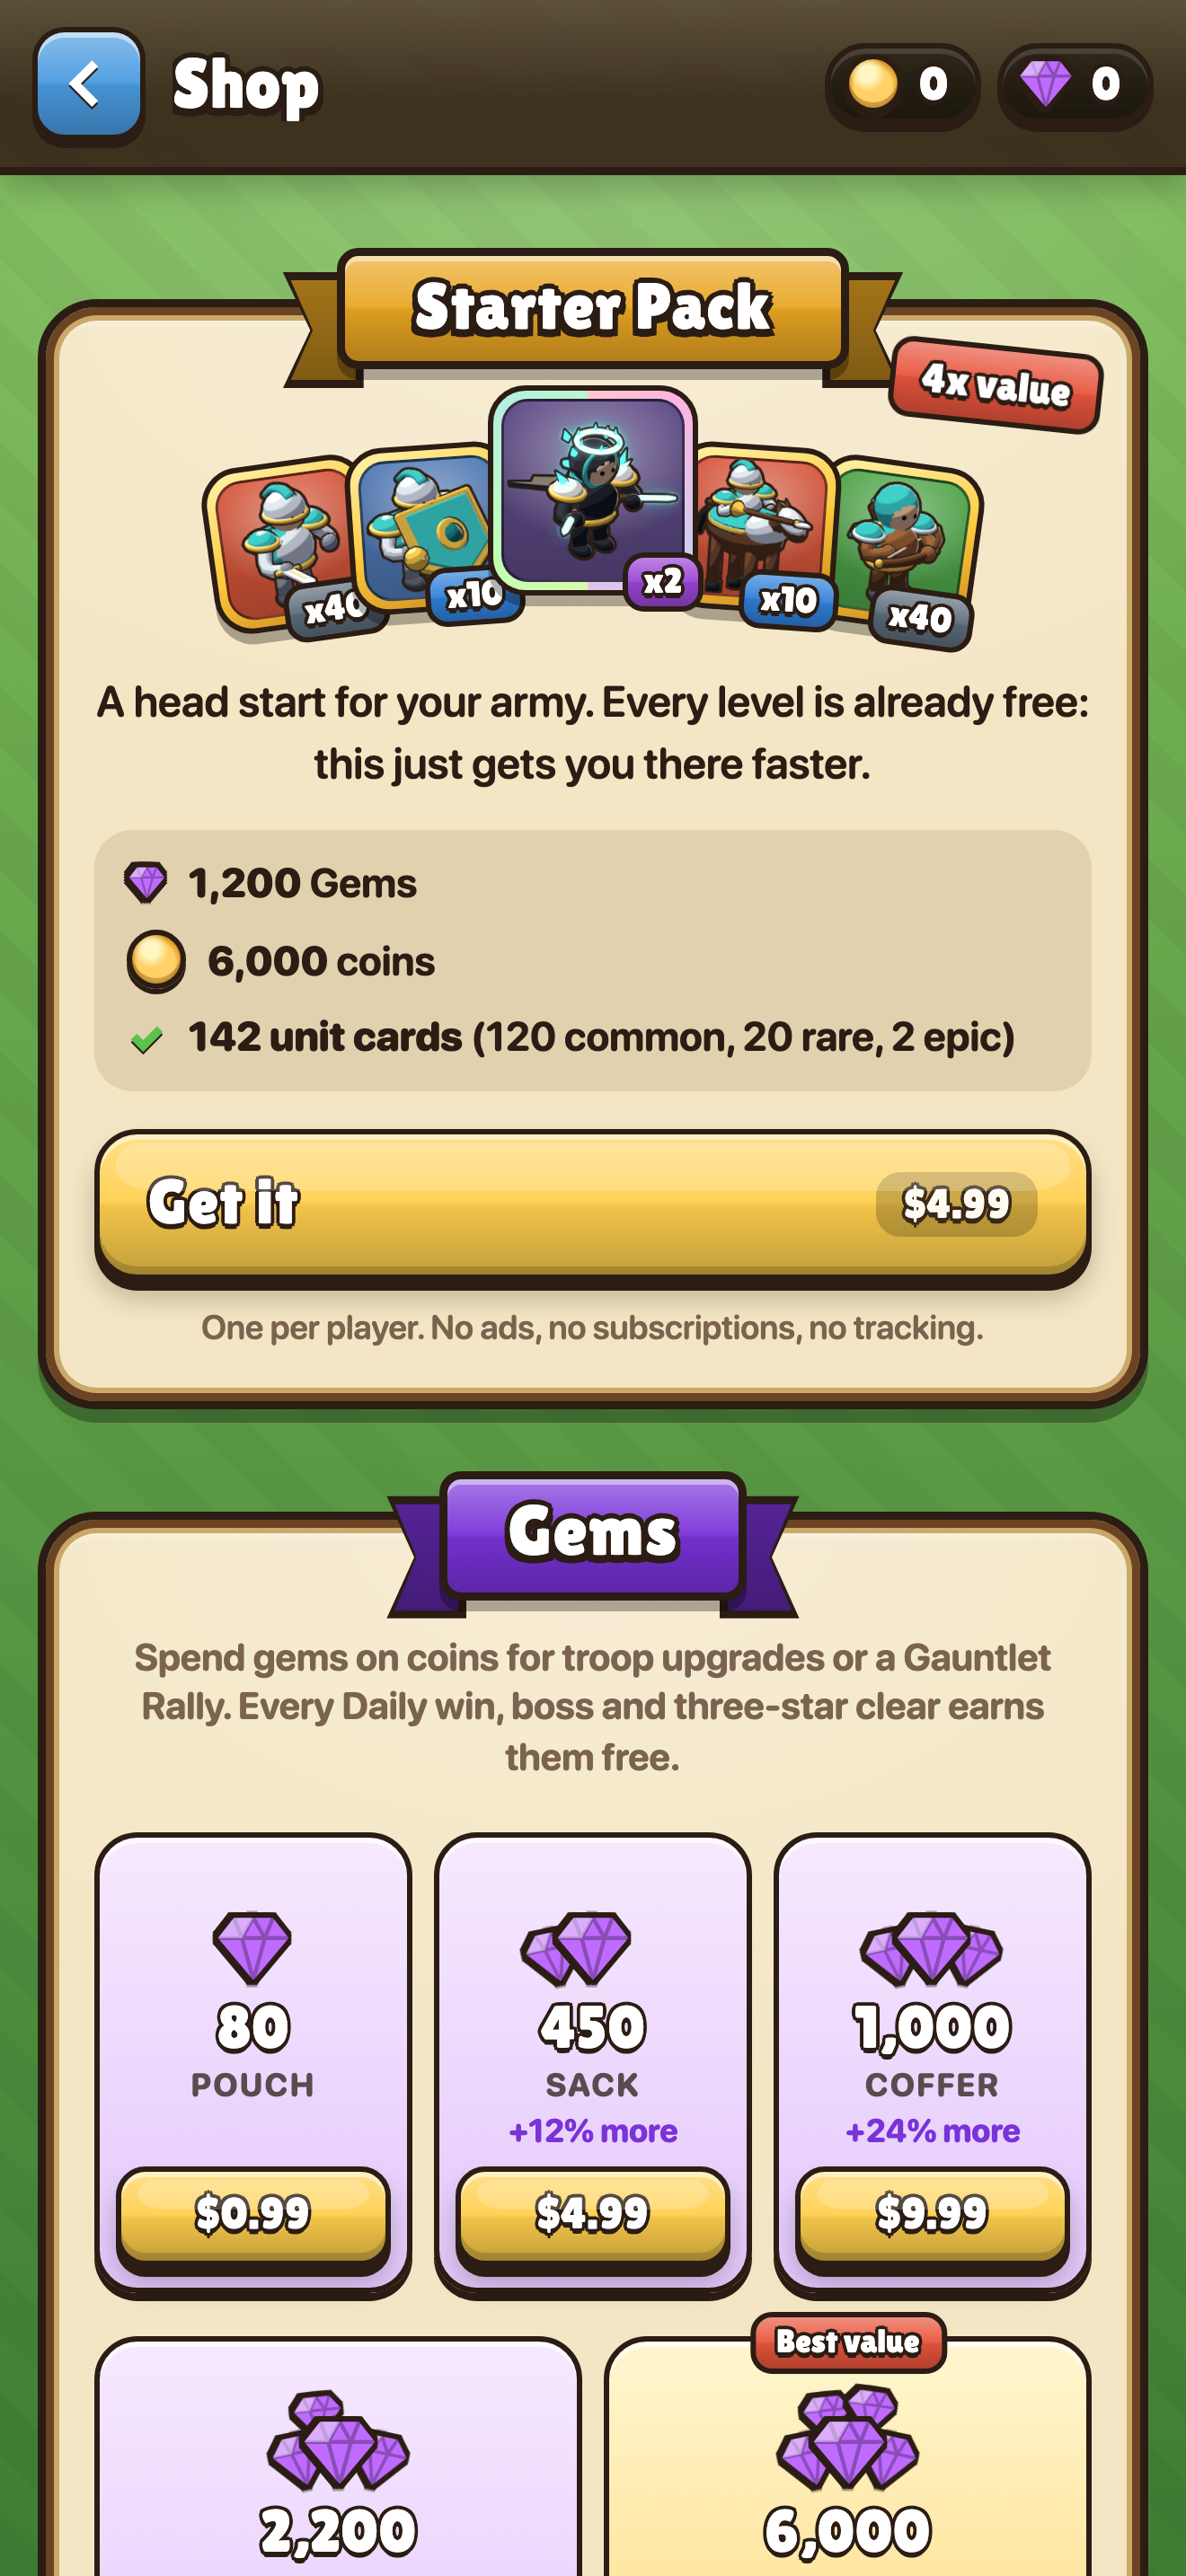 Shop
0
0
Starter Pack
4x value
x40
x10
x2
x10
x40
A head start for your army. Every level is already free:
this just gets you there faster.
1,200 Gems
6,000 coins
142 unit cards (120 common, 20 rare, 2 epic)
Get it
$4.99
One per player. No ads, no subscriptions, no tracking.
Gems
Spend gems on coins for troop upgrades or a Gauntlet
Rally. Every Daily win, boss and three-star clear earns
them free.
80
POUCH
$0.99
450
SACK
+12% more
$4.99
1,000
COFFER
+24% more
$9.99
2,200
Best value
6,000